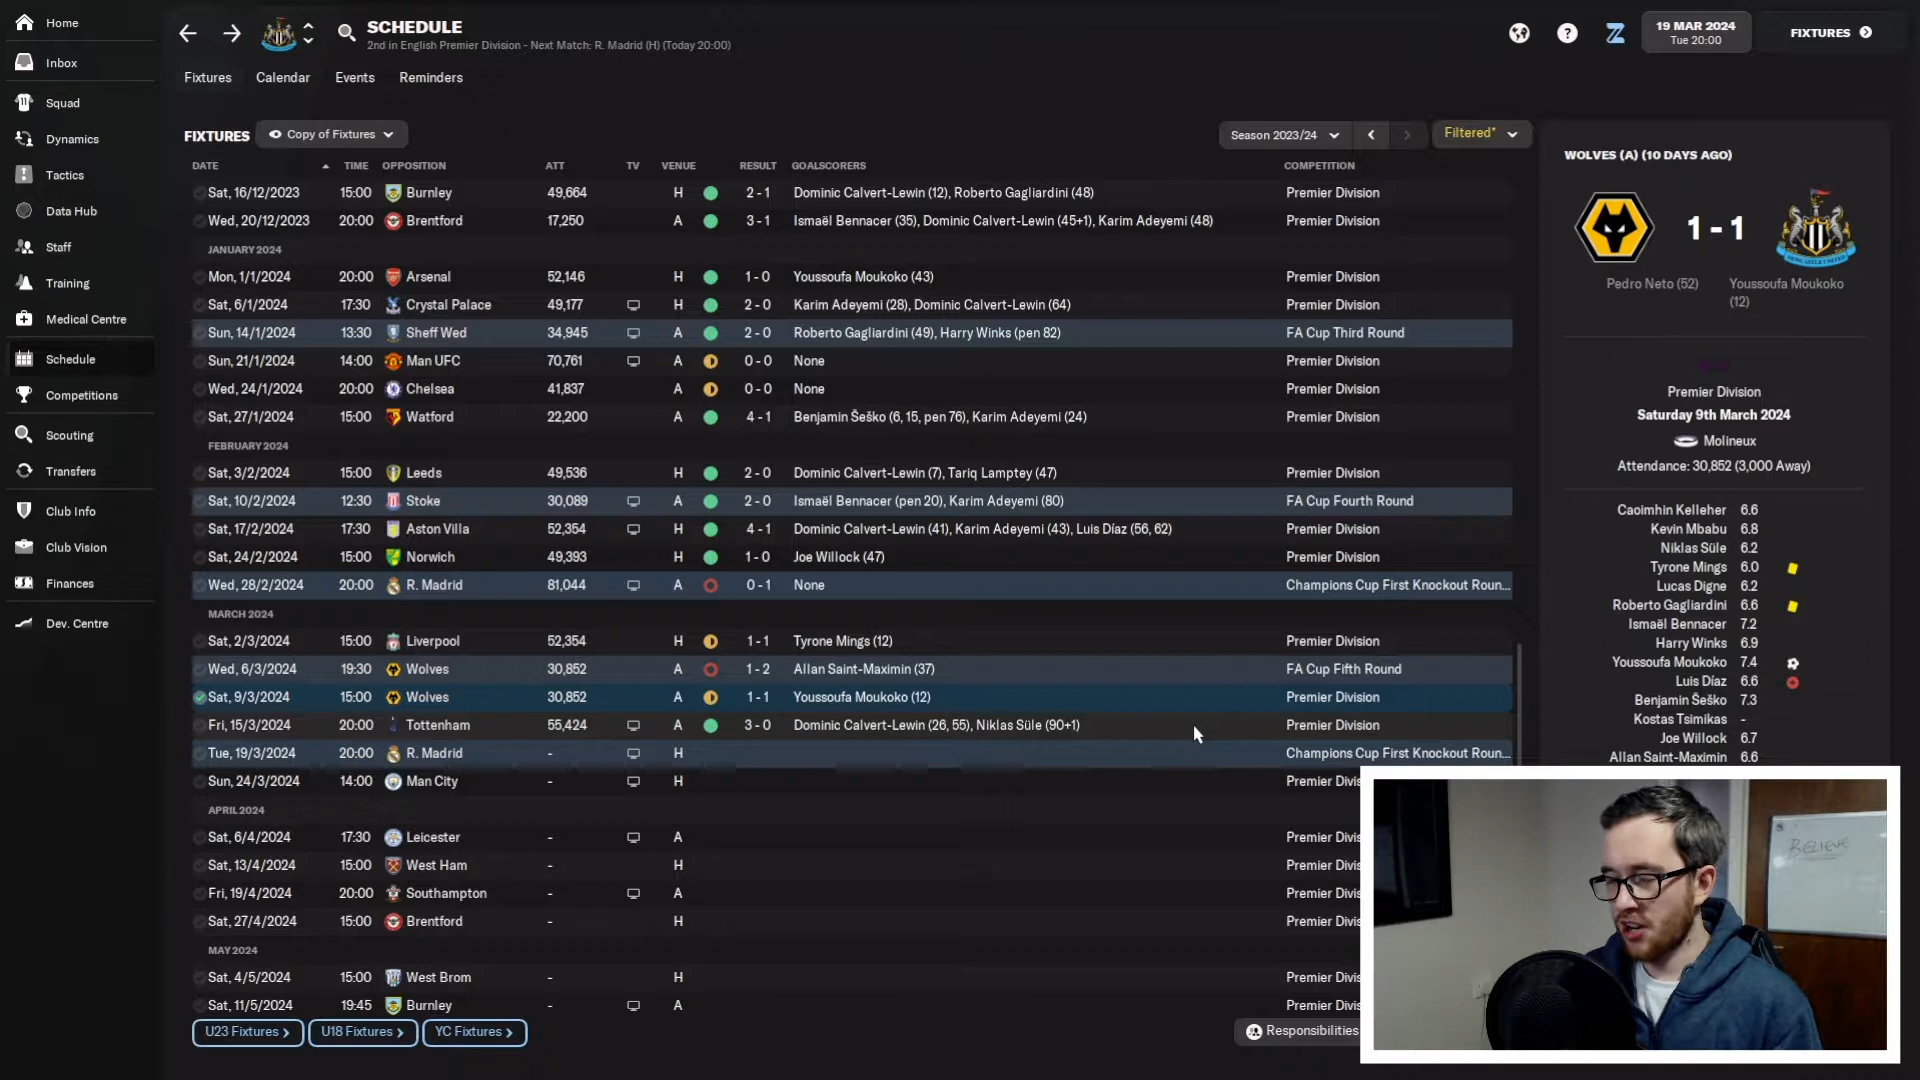 Home
Inbox
Squad
Dynamics
Tactics
Data Hub
Staff
Training
Medical Centre
Schedule
Competitions
Scouting
Transfers
Club Info
Club Vision
Finances
Dev. Centre
SCHEDULE
2nd in English Premier Division - Next Match: R. Madrid (H) (Today 20:00)
19 MAR 2024
Tue 20:00
FIXTURES
Fixtures Calendar Events Reminders
FIXTURES Copy of Fixtures Season 2023/24 Filtered*
DATE TIME OPPOSITION ATT TV VENUE RESULT GOALSCORERS COMPETITION
Sat, 16/12/2023 15:00 Burnley 49,664 H 2 - 1 Dominic Calvert-Lewin (12), Roberto Gagliardini (48) Premier Division
Wed, 20/12/2023 20:00 Brentford 17,250 A 3 - 1 Ismaël Bennacer (35), Dominic Calvert-Lewin (45+1), Karim Adeyemi (48) Premier Division
JANUARY 2024
Mon, 1/1/2024 20:00 Arsenal 52,146 H 1 - 0 Youssoufa Moukoko (43) Premier Division
Sat, 6/1/2024 17:30 Crystal Palace 49,177 H 2 - 0 Karim Adeyemi (28), Dominic Calvert-Lewin (64) Premier Division
Sun, 14/1/2024 13:30 Sheff Wed 34,945 A 2 - 0 Roberto Gagliardini (49), Harry Winks (pen 82) FA Cup Third Round
Sun, 21/1/2024 14:00 Man UFC 70,761 A 0 - 0 None Premier Division
Wed, 24/1/2024 20:00 Chelsea 41,837 A 0 - 0 None Premier Division
Sat, 27/1/2024 15:00 Watford 22,200 A 4 - 1 Benjamin Šeško (6, 15, pen 76), Karim Adeyemi (24) Premier Division
FEBRUARY 2024
Sat, 3/2/2024 15:00 Leeds 49,536 H 2 - 0 Dominic Calvert-Lewin (7), Tariq Lamptey (47) Premier Division
Sat, 10/2/2024 12:30 Stoke 30,089 A 2 - 0 Ismaël Bennacer (pen 20), Karim Adeyemi (80) FA Cup Fourth Round
Sat, 17/2/2024 17:30 Aston Villa 52,354 H 4 - 1 Dominic Calvert-Lewin (41), Karim Adeyemi (43), Luis Díaz (56, 62) Premier Division
Sat, 24/2/2024 15:00 Norwich 49,393 H 1 - 0 Joe Willock (47) Premier Division
Wed, 28/2/2024 20:00 R. Madrid 81,044 A 0 - 1 None Champions Cup First Knockout Roun...
MARCH 2024
Sat, 2/3/2024 15:00 Liverpool 52,354 H 1 - 1 Tyrone Mings (12) Premier Division
Wed, 6/3/2024 19:30 Wolves 30,852 A 1 - 2 Allan Saint-Maximin (37) FA Cup Fifth Round
Sat, 9/3/2024 15:00 Wolves 30,852 A 1 - 1 Youssoufa Moukoko (12) Premier Division
Fri, 15/3/2024 20:00 Tottenham 55,424 A 3 - 0 Dominic Calvert-Lewin (26, 55), Niklas Süle (90+1) Premier Division
Tue, 19/3/2024 20:00 R. Madrid - H Champions Cup First Knockout Roun...
Sun, 24/3/2024 14:00 Man City - H Premier Divis
APRIL 2024
Sat, 6/4/2024 17:30 Leicester - A Premier Divis
Sat, 13/4/2024 15:00 West Ham - H Premier Divis
Fri, 19/4/2024 20:00 Southampton - A Premier Divis
Sat, 27/4/2024 15:00 Brentford - H Premier Divis
MAY 2024
Sat, 4/5/2024 15:00 West Brom - H Premier Divis
Sat, 11/5/2024 19:45 Burnley - A Premier Divis
U23 Fixtures U18 Fixtures YC Fixtures Responsibilities
WOLVES (A) (10 DAYS AGO)
1 - 1
NEWCASTLE UNITED
Pedro Neto (52) Youssoufa Moukoko
(12)
Premier Division
Saturday 9th March 2024
Molineux
Attendance: 30,852 (3,000 Away)
Caoimhin Kelleher 6.6
Kevin Mbabu 6.8
Niklas Süle 6.2
Tyrone Mings 6.0
Lucas Digne 6.2
Roberto Gagliardini 6.6
Ismaël Bennacer 7.2
Harry Winks 6.9
Youssoufa Moukoko 7.4
Luis Díaz 6.6
Benjamin Šeško 7.3
Kostas Tsimikas -
Joe Willock 6.7
Allan Saint-Maximin 6.6
BELIEVE